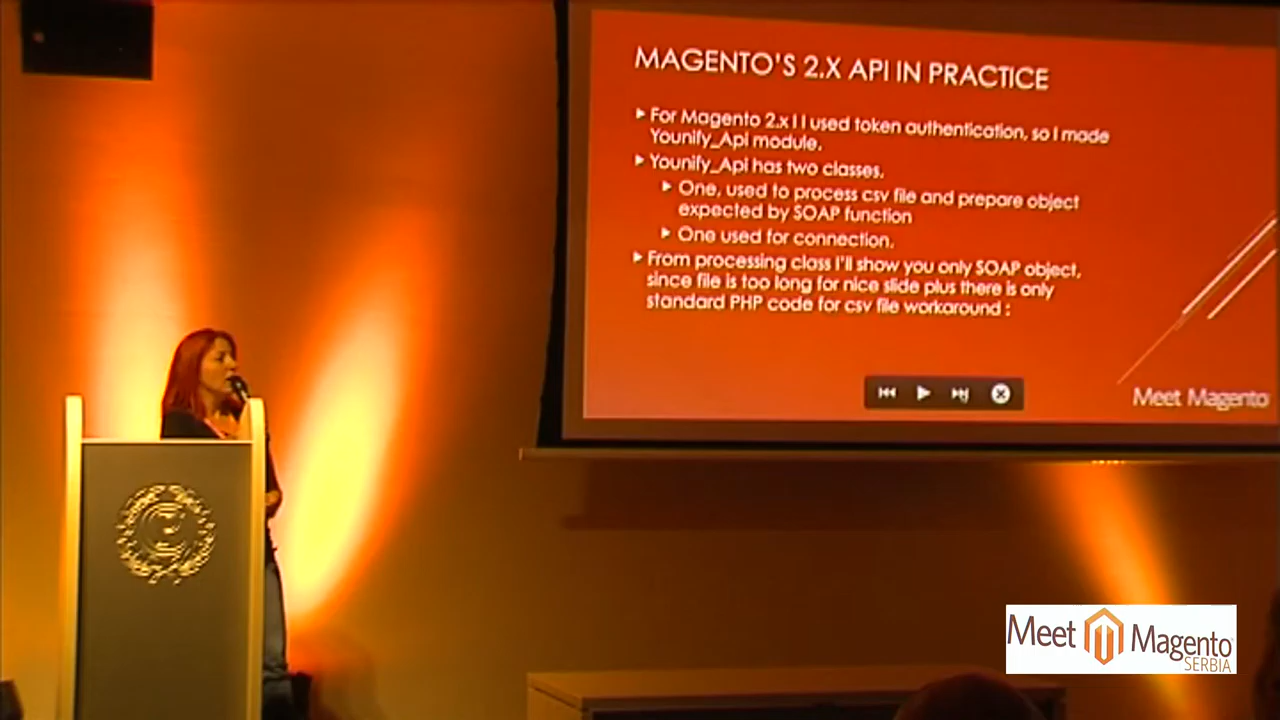 MAGENTO'S 2.X API IN PRACTICE
For Magento 2.x I I used token authentication, so I made
Younify_Api module.
Younify_Api has two classes.
One, used to process csv file and prepare object
expected by SOAP function
One used for connection.
From processing class I'll show you only SOAP object,
since file is too long for nice slide plus there is only
standard PHP code for csv file workaround :
Meet Magento
Meet Magento
SERBIA